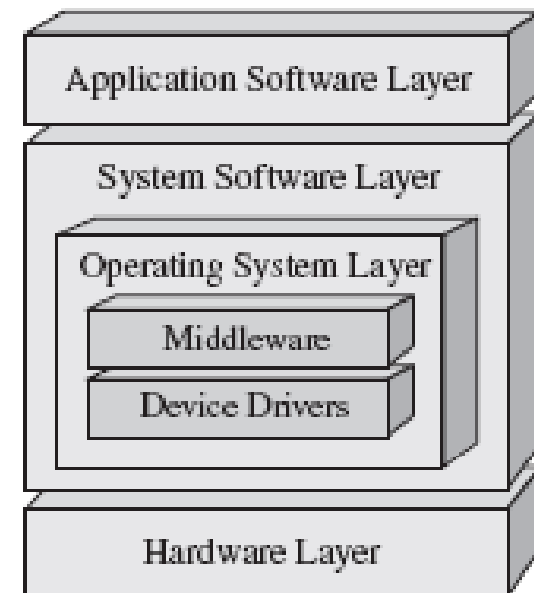 Application Software Layer
System Software Layer
Operating System Layer
Middleware
Device Drivers
Hardware Layer